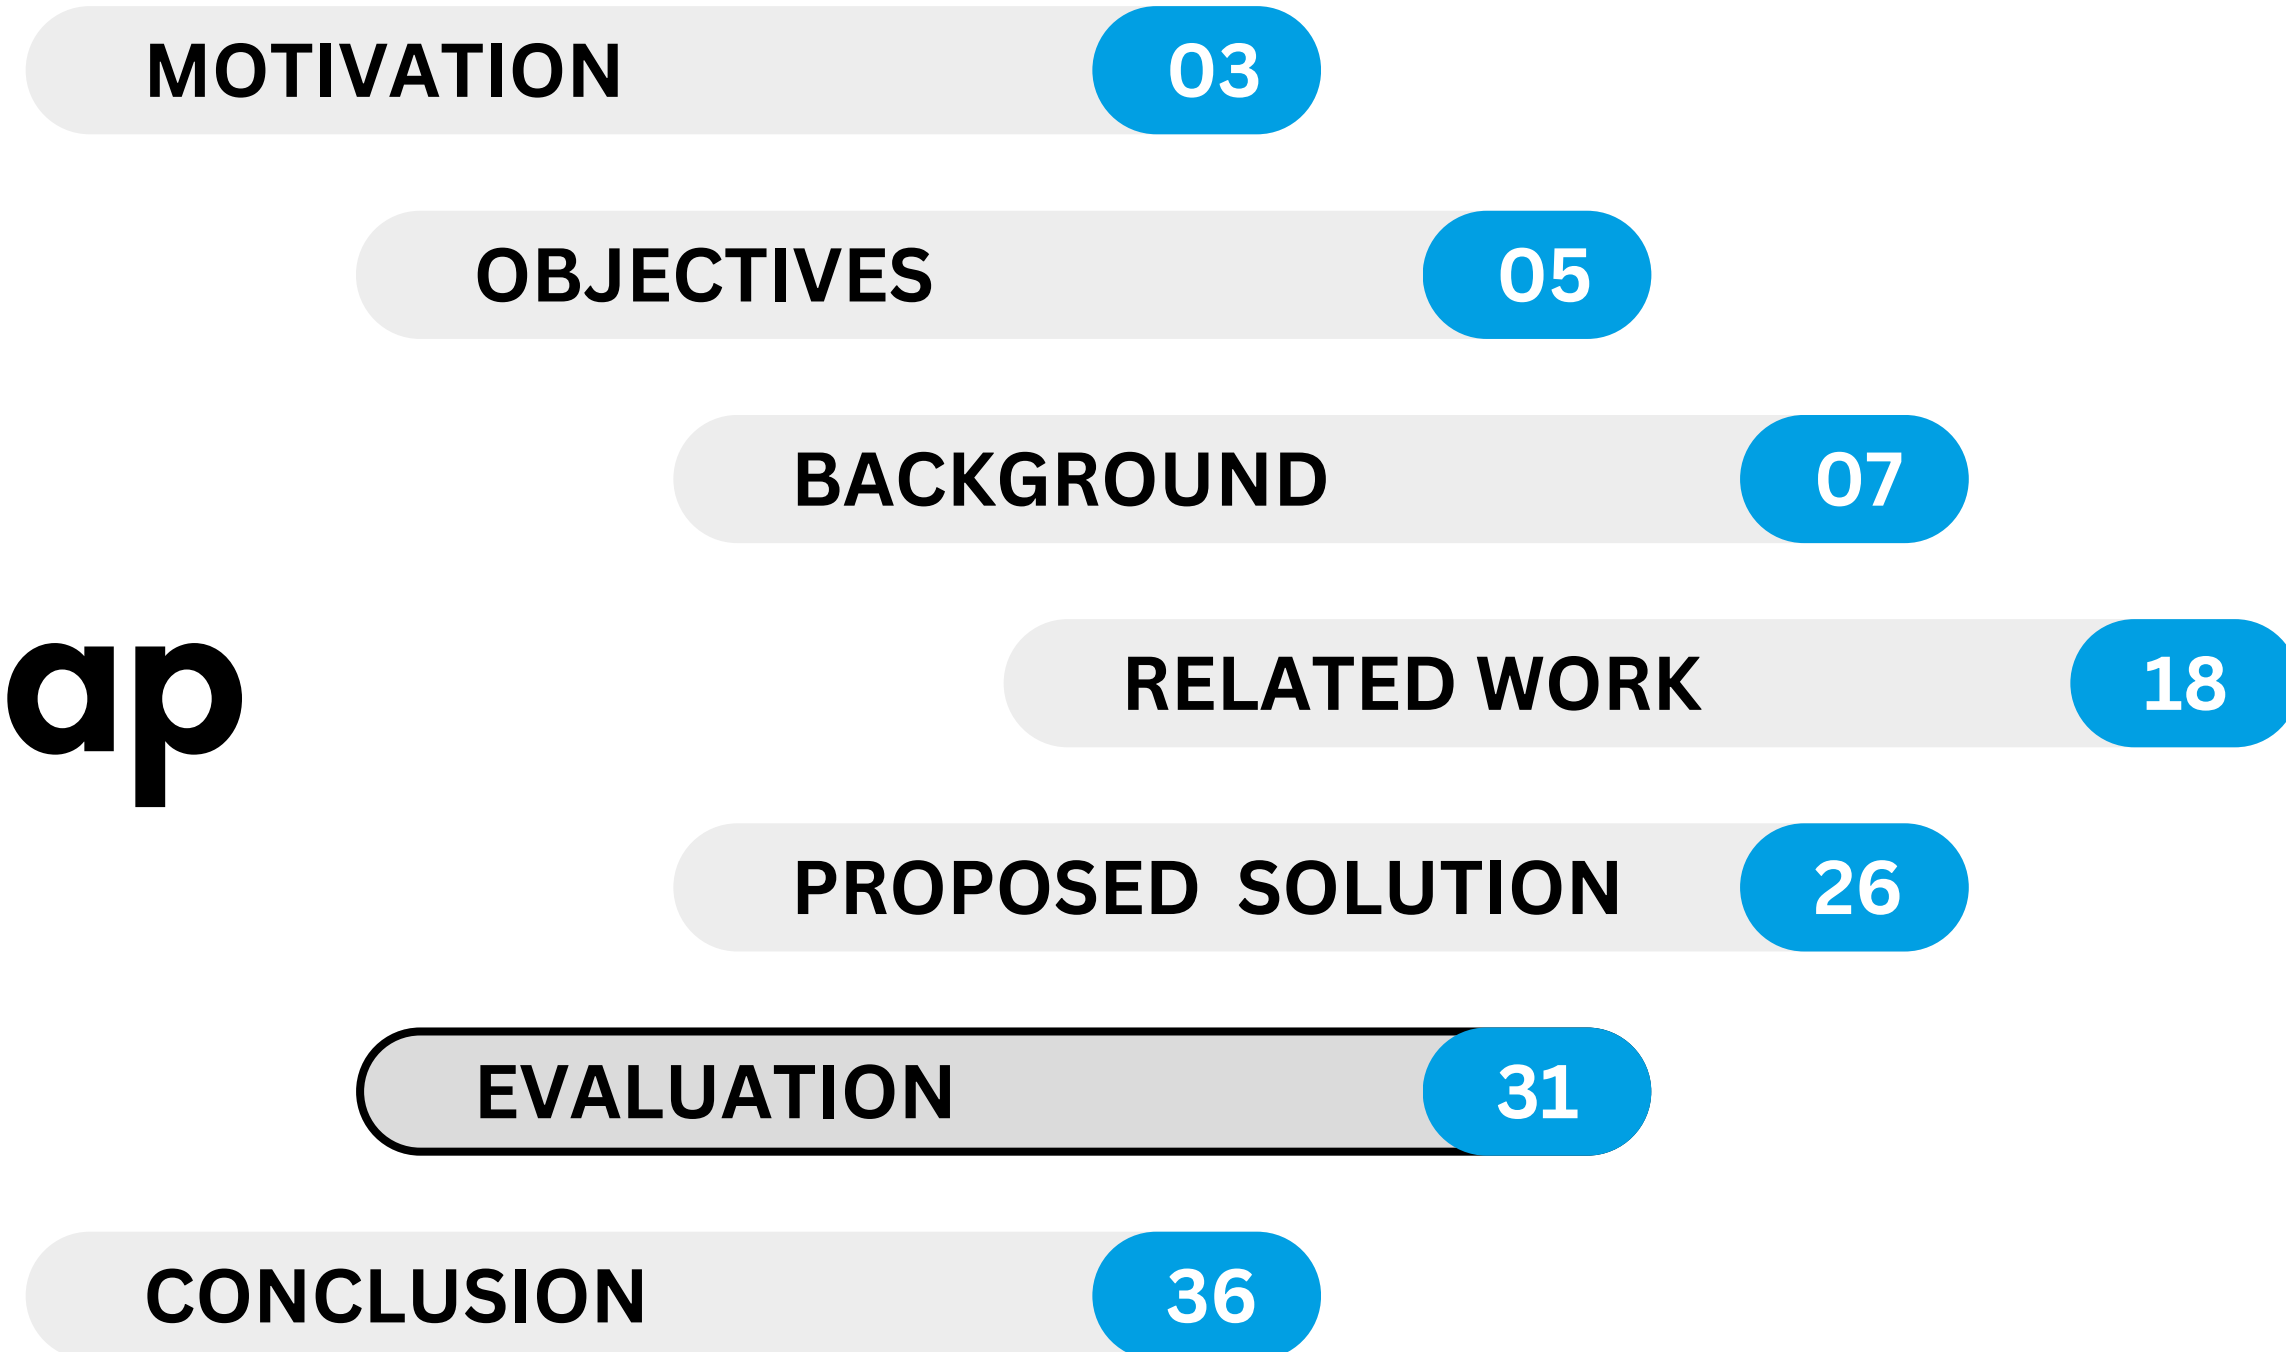 MOTIVATION 03
OBJECTIVES 05
BACKGROUND 07
ap
RELATED WORK 18
PROPOSED  SOLUTION 26
EVALUATION 31
CONCLUSION 36